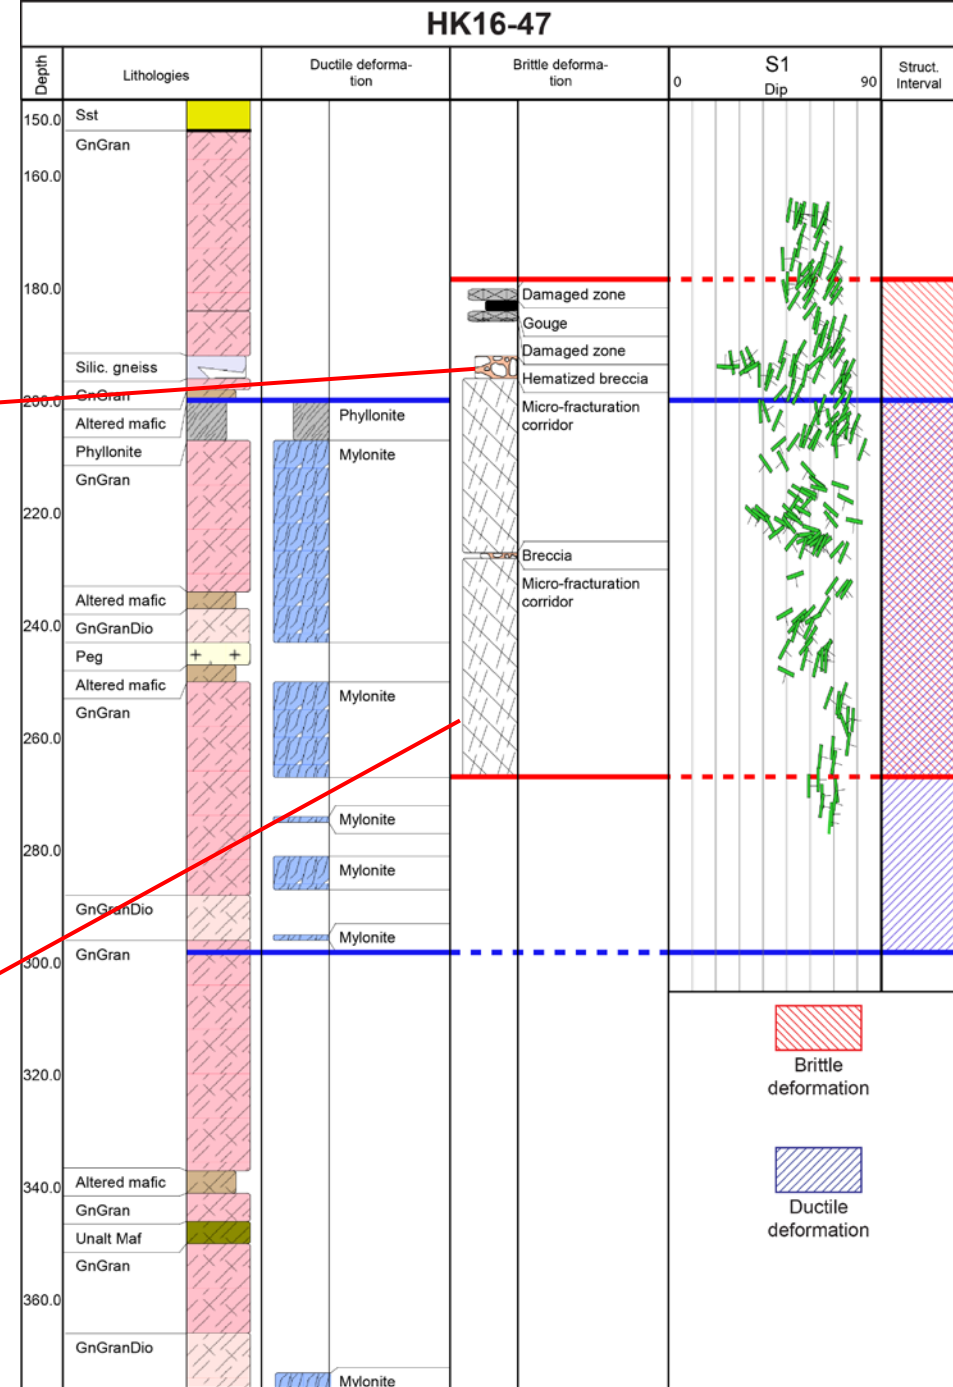 HK16-47
Depth
Lithologies
Ductile deforma-
tion
Brittle deforma-
tion
S1
0
90
Dip
Struct.
Interval
150.0
160.0
180.0
200.0
220.0
240.0
260.0
280.0
300.0
320.0
340.0
360.0
Sst
GnGran
Silic. gneiss
GnGran
Altered mafic
Phyllonite
GnGran
Altered mafic
GnGranDio
Peg
Altered mafic
GnGran
GnGranDio
GnGran
Altered mafic
GnGran
Unalt Maf
GnGran
GnGranDio
Phyllonite
Mylonite
Mylonite
Mylonite
Mylonite
Mylonite
Mylonite
Damaged zone
Gouge
Damaged zone
Hematized breccia
Micro-fracturation
corridor
Breccia
Micro-fracturation
corridor
Brittle
deformation
Ductile
deformation